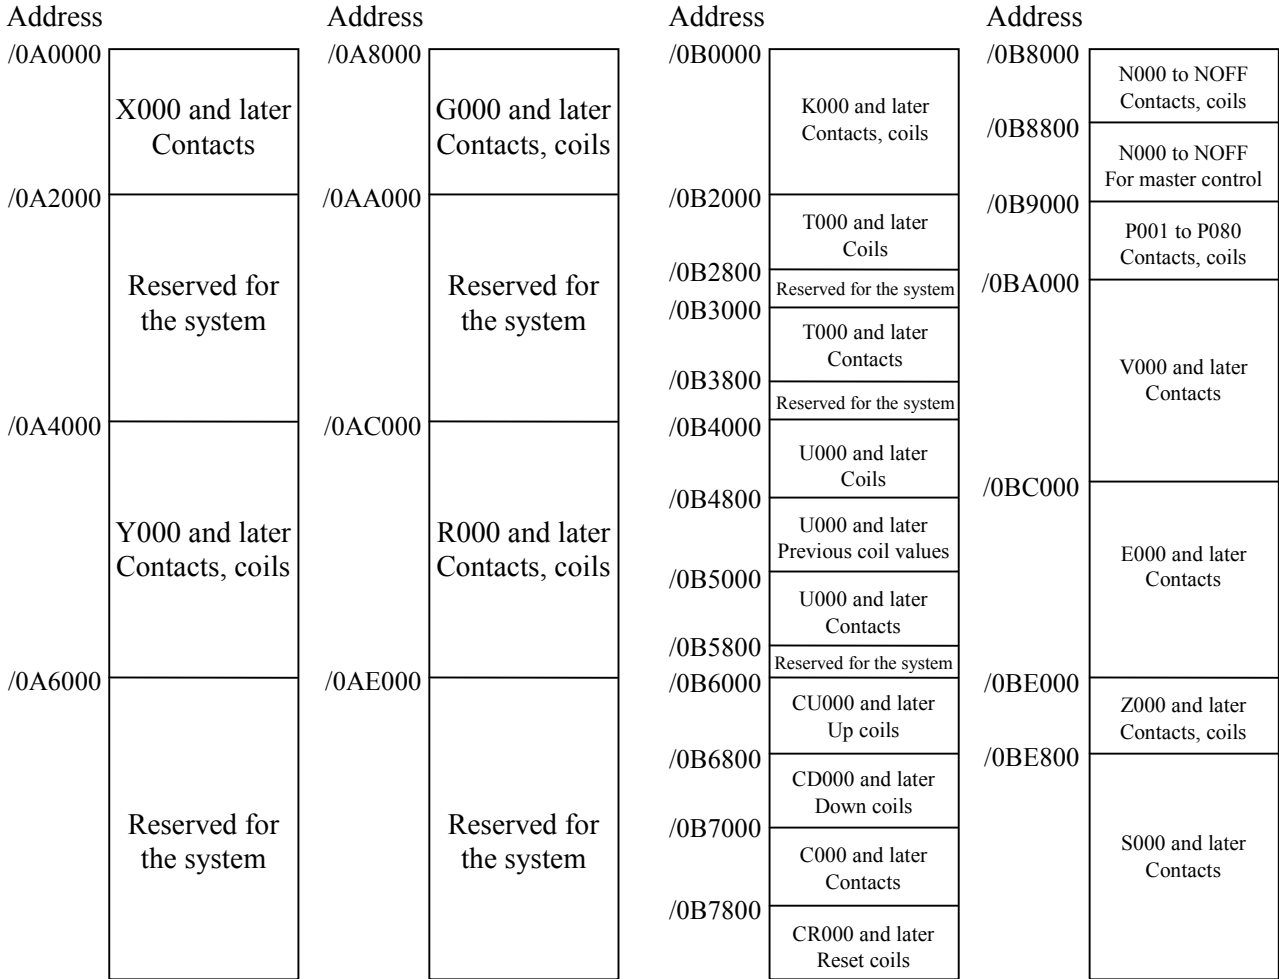 Address
/0A0000
X000 and later
Contacts
/0A2000
Reserved for
the system
/0A4000
Y000 and later
Contacts, coils
/0A6000
Reserved for
the system
Address
/0A8000
G000 and later
Contacts, coils
/0AA000
Reserved for
the system
/0AC000
R000 and later
Contacts, coils
/0AE000
Reserved for
the system
Address
/0B0000
K000 and later
Contacts, coils
/0B2000
T000 and later
Coils
/0B2800
Reserved for the system
/0B3000
T000 and later
Contacts
/0B3800
Reserved for the system
/0B4000
U000 and later
Coils
/0B4800
U000 and later
Previous coil values
/0B5000
U000 and later
Contacts
/0B5800
Reserved for the system
/0B6000
CU000 and later
Up coils
/0B6800
CD000 and later
Down coils
/0B7000
C000 and later
Contacts
/0B7800
CR000 and later
Reset coils
Address
/0B8000
N000 to NOFF
Contacts, coils
/0B8800
N000 to NOFF
For master control
/0B9000
P001 to P080
Contacts, coils
/0BA000
V000 and later
Contacts
/0BC000
E000 and later
Contacts
/0BE000
Z000 and later
Contacts, coils
/0BE800
S000 and later
Contacts